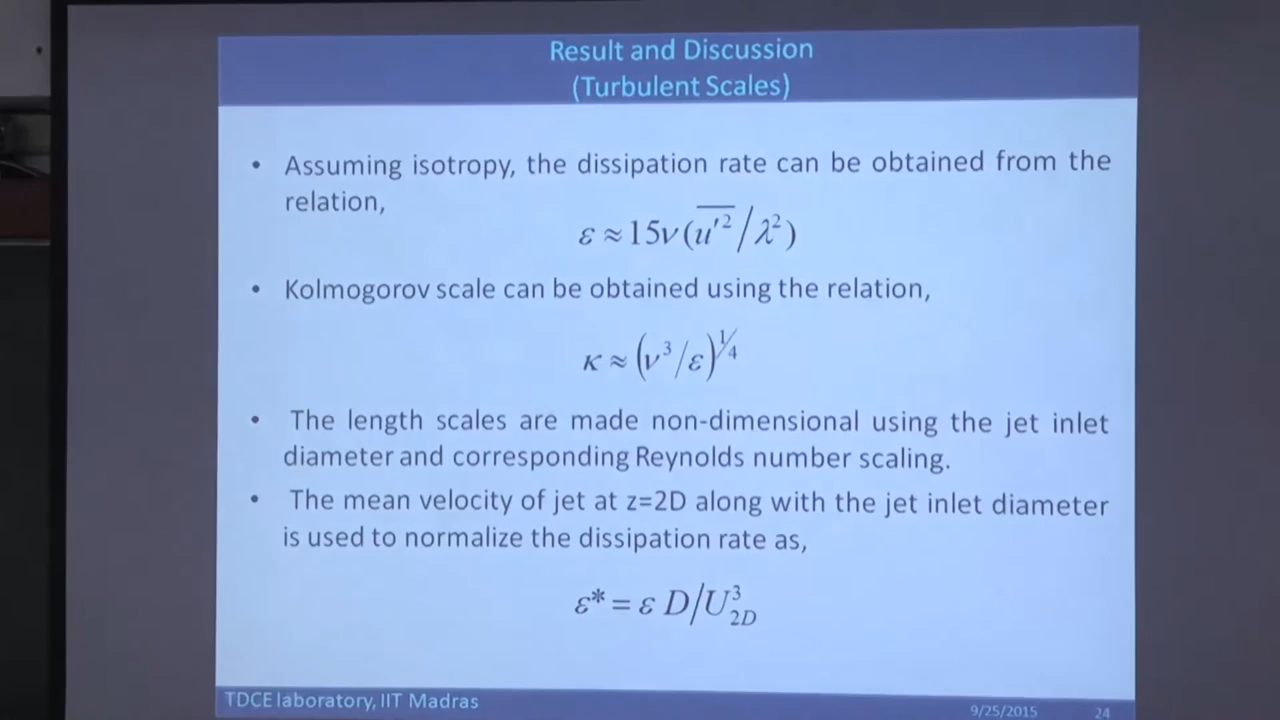 Result and Discussion
(Turbulent Scales)
• Assuming isotropy, the dissipation rate can be obtained from the
relation,
ε ≈ 15ν(u'²‾/λ²)
• Kolmogorov scale can be obtained using the relation,
κ ≈ (ν³/ε)^¼
• The length scales are made non-dimensional using the jet inlet
diameter and corresponding Reynolds number scaling.
• The mean velocity of jet at z=2D along with the jet inlet diameter
is used to normalize the dissipation rate as,
ε* = ε D/U³_2D
TDCE laboratory, IIT Madras
9/25/2015 24